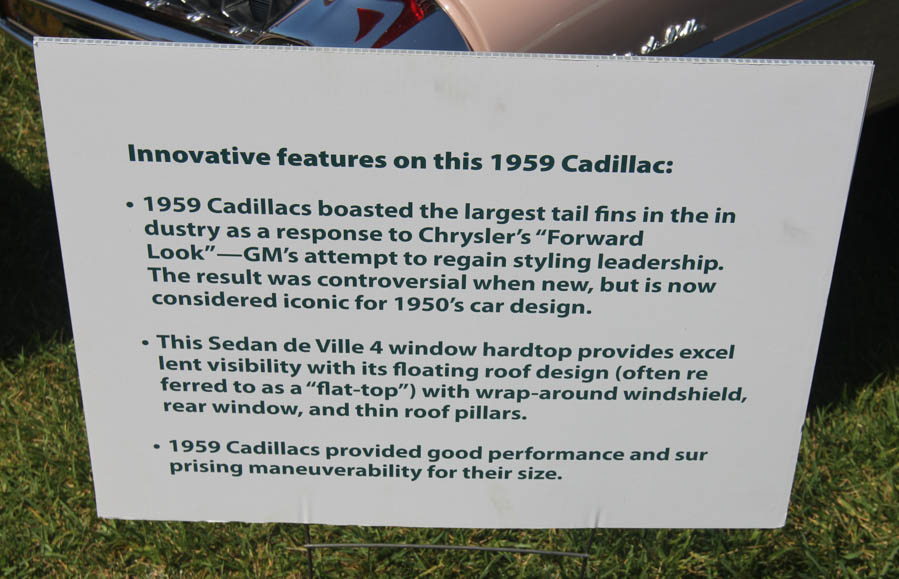 Innovative features on this 1959 Cadillac:
• 1959 Cadillacs boasted the largest tail fins in the in
dustry as a response to Chrysler's “Forward
Look”—GM's attempt to regain styling leadership.
The result was controversial when new, but is now
considered iconic for 1950's car design.
• This Sedan de Ville 4 window hardtop provides excel
lent visibility with its floating roof design (often re
ferred to as a “flat-top”) with wrap-around windshield,
rear window, and thin roof pillars.
• 1959 Cadillacs provided good performance and sur
prising maneuverability for their size.